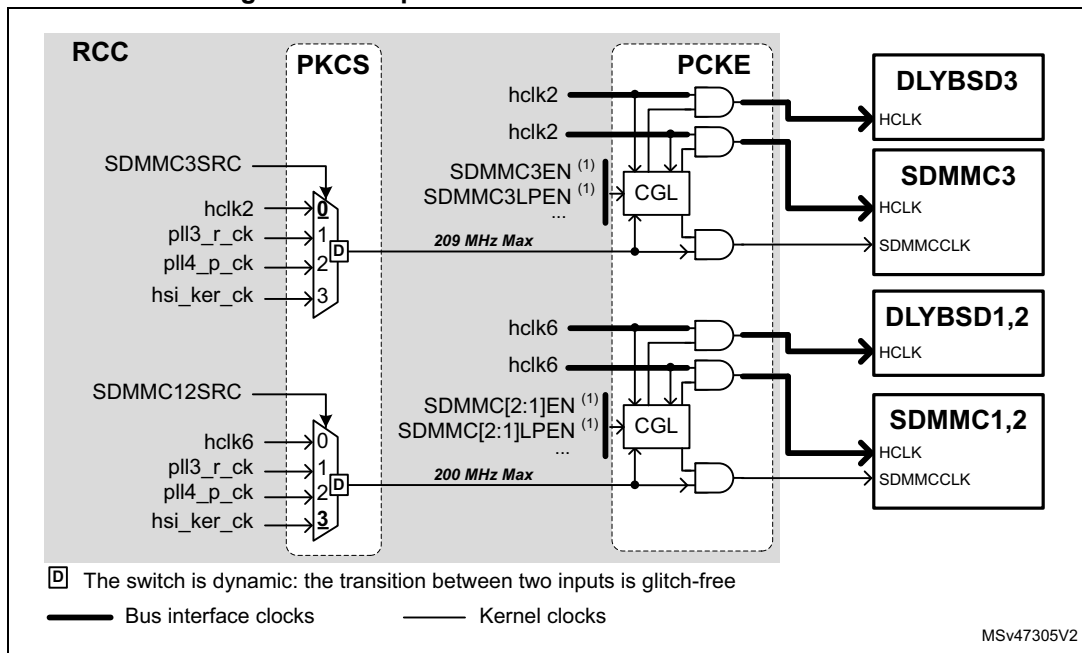 RCC
PKCS
PCKE
SDMMC3SRC
hclk2
pll3_r_ck
pll4_p_ck
hsi_ker_ck
0
1
2
3
D
209 MHz Max
hclk2
hclk2
SDMMC3EN (1)
SDMMC3LPEN (1)
...
CGL
DLYBSD3
HCLK
SDMMC3
HCLK
SDMMCCLK
SDMMC12SRC
hclk6
pll3_r_ck
pll4_p_ck
hsi_ker_ck
0
1
2
3
D
200 MHz Max
hclk6
hclk6
SDMMC[2:1]EN (1)
SDMMC[2:1]LPEN (1)
...
CGL
DLYBSD1,2
HCLK
SDMMC1,2
HCLK
SDMMCCLK
D The switch is dynamic: the transition between two inputs is glitch-free
Bus interface clocks
Kernel clocks
MSv47305V2